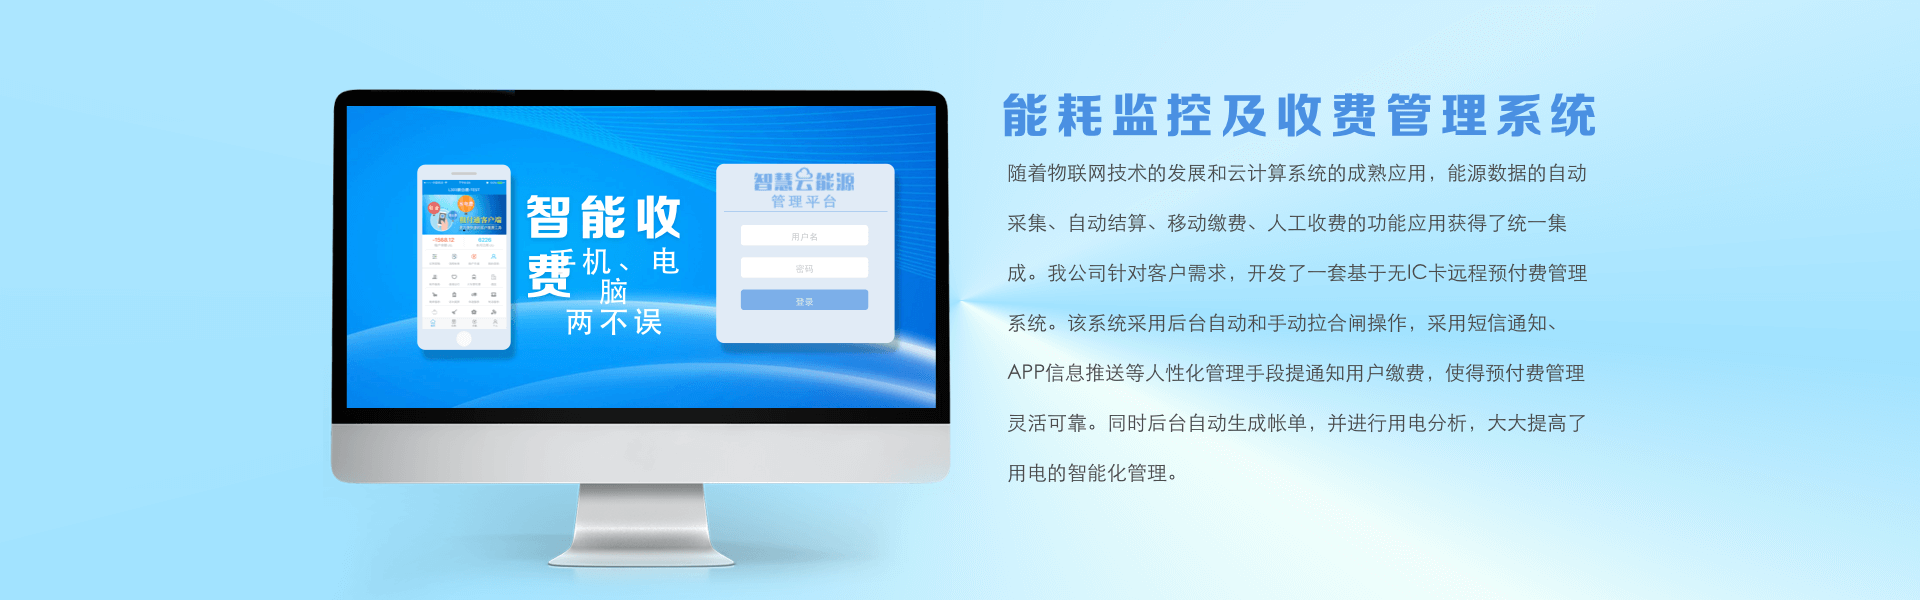 能耗监控及收费管理系统
随着物联网技术的发展和云计算系统的成熟应用，能源数据的自动
采集、自动结算、移动缴费、人工收费的功能应用获得了统一集
成。我公司针对客户需求，开发了一套基于无IC卡远程预付费管理
系统。该系统采用后台自动和手动拉合闸操作，采用短信通知、
APP信息推送等人性化管理手段提通知用户缴费，使得预付费管理
灵活可靠。同时后台自动生成帐单，并进行用电分析，大大提高了
用电的智能化管理。
智能收
费
手机、电
脑
两不误
智慧云能源
管理平台
用户名
密码
登录